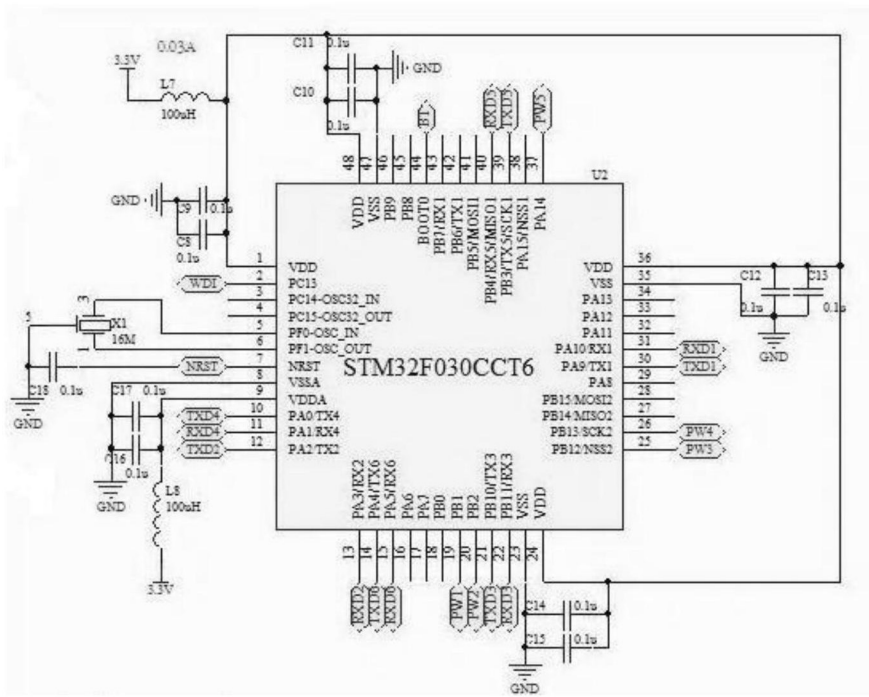 0.03A
3.3V
L7
100uH
C11
0.1u
GND
C10
0.1u
B1
RXD5
TXD5
PW5
48
47
46
45
44
43
42
41
40
39
38
37
U2
VDD
VSS
PB9
PB8
BOOT0
PB7/RX1
PB6/TX1
PB5/MOSI1
PB4/RX5/MISO1
PB3/TX5/SCK1
PA15/NSS1
PA14
GND
C9
0.1u
C8
0.1u
1
VDD
WDI
2
PC13
3
PC14-OSC32_IN
4
PC15-OSC32_OUT
5
PF0-OSC_IN
6
PF1-OSC_OUT
NRST
7
NRST
8
VSSA
9
VDDA
TXD4
10
PA0/TX4
RXD4
11
PA1/RX4
TXD2
12
PA2/TX2
3
X1
16M
1
C18
0.1u
GND
C17
0.1u
C16
0.1u
GND
L8
100uH
3.3V
STM32F030CCT6
VDD
36
VSS
35
PA13
34
PA12
33
PA11
32
PA10/RX1
31
RXD1
PA9/TX1
30
TXD1
PA8
29
PB15/MOSI2
28
PB14/MISO2
27
PB13/SCK2
26
PW4
PB12/NSS2
25
PW3
C12
0.1u
C13
0.1u
GND
PA3/RX2
PA4/TX6
PA5/RX6
PA6
PA7
PB0
PB1
PB2
PB10/TX3
PB11/RX3
VSS
VDD
13
14
15
16
17
18
19
20
21
22
23
24
RXD2
TXD6
RXD6
PW1
PW2
TXD3
RXD3
C14
0.1u
C15
0.1u
GND